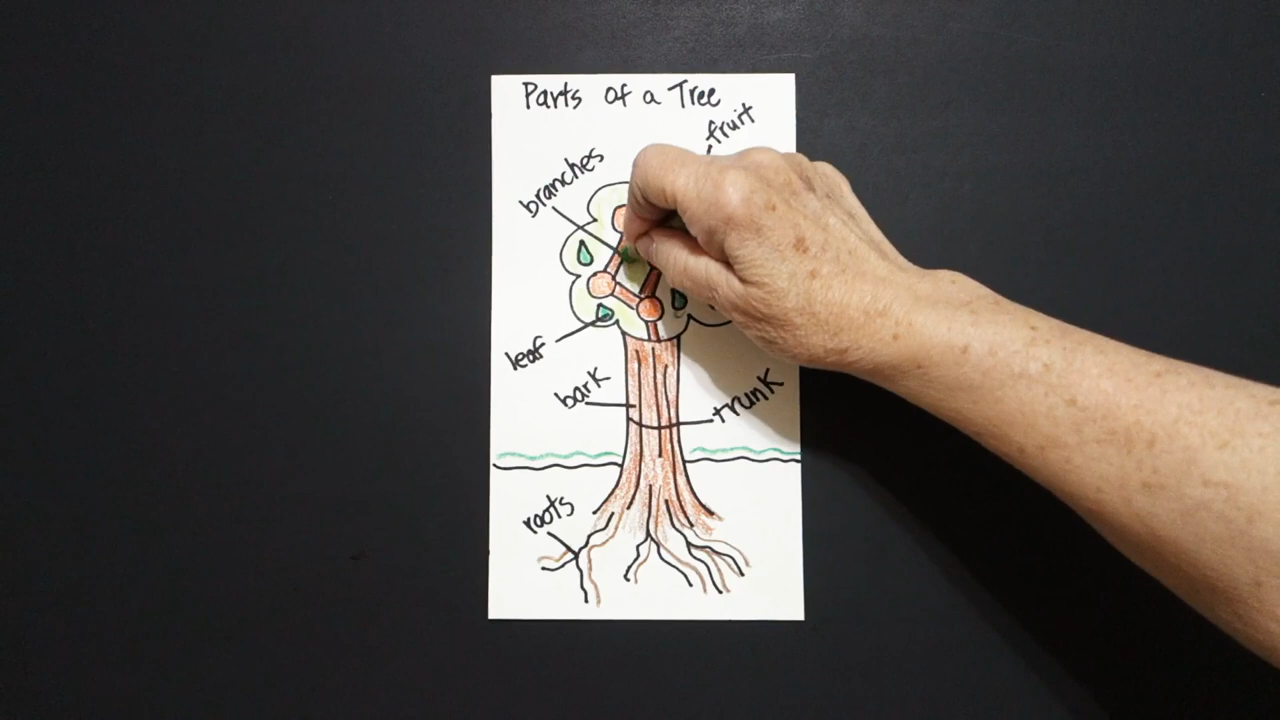 Parts of a Tree
fruit
branches
leaf
bark
trunk
roots